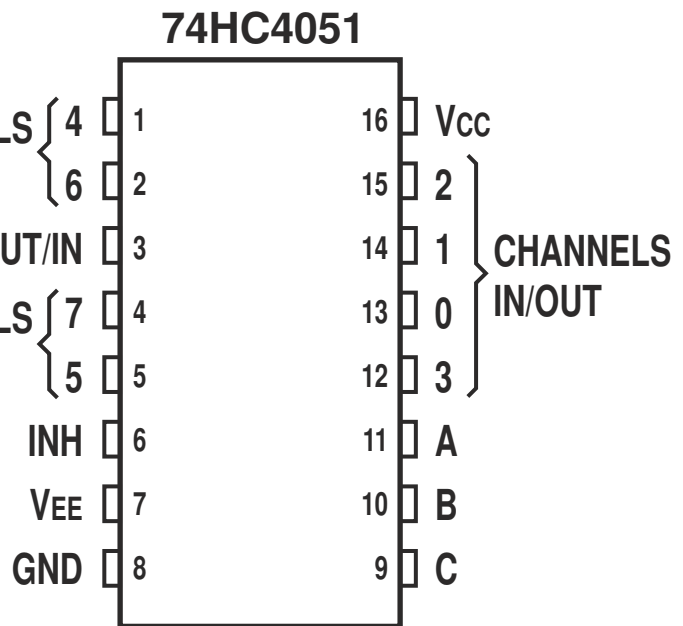 74HC4051
LS 4 1 16 VCC
6 2 15 2
UT/IN 3 14 1 CHANNELS
LS 7 4 13 0 IN/OUT
5 5 12 3
INH 6 11 A
VEE 7 10 B
GND 8 9 C